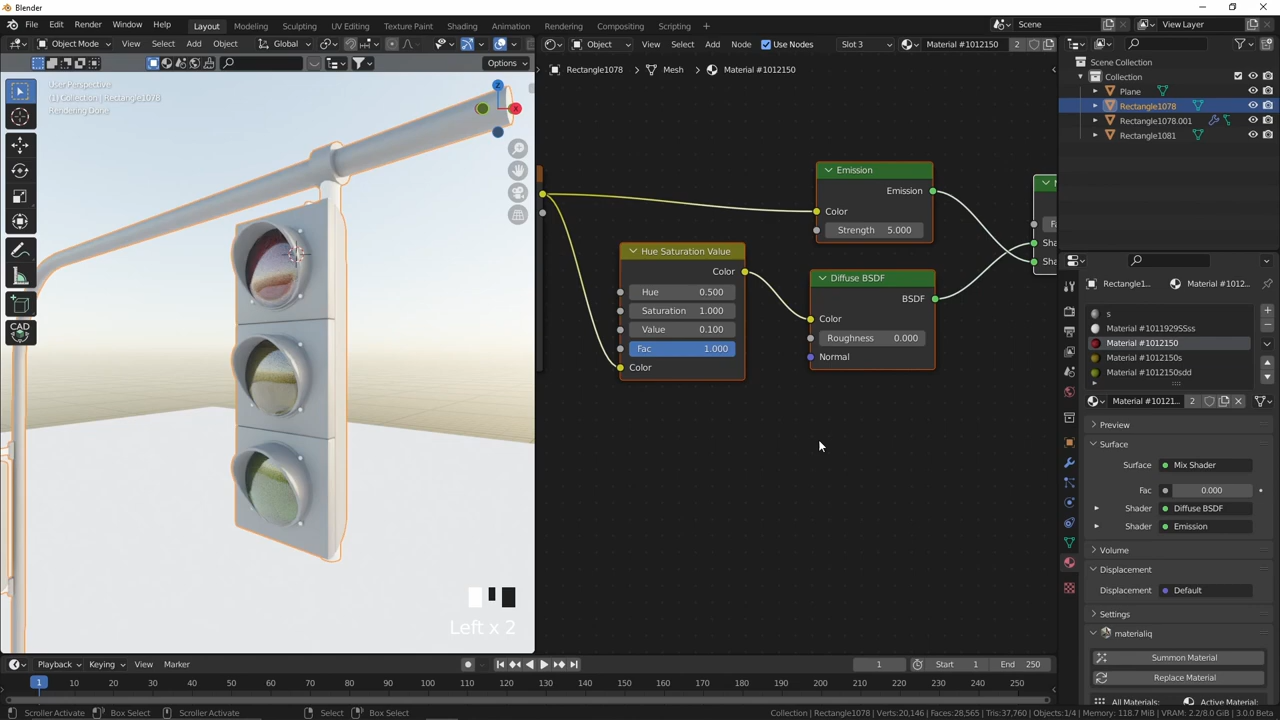 Blender
File Edit Render Window Help
Layout Modeling Sculpting UV Editing Texture Paint Shading Animation Rendering Compositing Scripting +
Scene View Layer
Object Mode View Select Add Object Global
Object View Select Add Node Use Nodes Slot 3 Material #1012150 2
Options
User Perspective
(1) Collection | Rectangle1078
Rendering Done
Z
X
CAD
Left x 2
Rectangle1078 > Mesh > Material #1012150
Emission
Emission
Color
Strength 5.000
Hue Saturation Value
Color
Hue 0.500
Saturation 1.000
Value 0.100
Fac 1.000
Color
Diffuse BSDF
BSDF
Color
Roughness 0.000
Normal
Sha
Sha
Scene Collection
Collection
Plane
Rectangle1078
Rectangle1078.001
Rectangle1081
Rectangle1... Material #1012...
s
Material #1011929SSss
Material #1012150
Material #1012150s
Material #1012150sdd
Material #10121... 2
Preview
Surface
Surface Mix Shader
Fac 0.000
Shader Diffuse BSDF
Shader Emission
Volume
Displacement
Displacement Default
Settings
materialiq
Summon Material
Replace Material
All Materials: Active Material:
Playback Keying View Marker 1 Start 1 End 250
1 10 20 30 40 50 60 70 80 90 100 110 120 130 140 150 160 170 180 190 200 210 220 230 240 250
Scroller Activate Box Select Scroller Activate Select Box Select Collection | Rectangle1078 | Verts:20,146 | Faces:28,565 | Tris:37,760 | Objects:1/4 | Memory: 118.7 MiB | VRAM: 2.2/8.0 GiB | 3.0.0 Beta